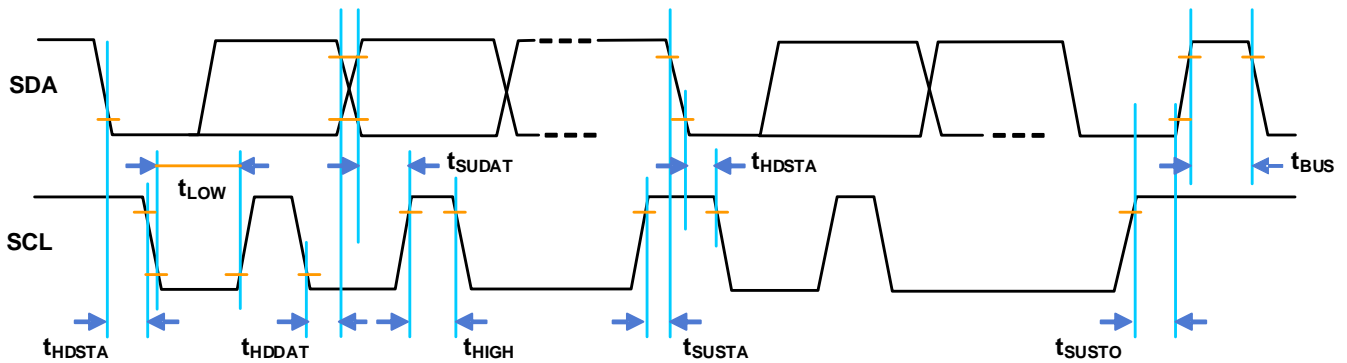 SDA
tSUDAT
tHDSTA
tBUS
tLOW
SCL
tHDSTA
tHDDAT
tHIGH
tSUSTA
tSUSTO